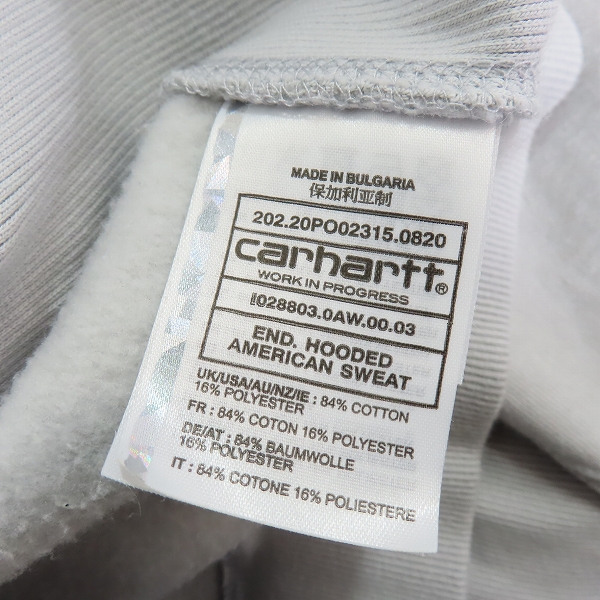 MADE IN BULGARIA
保加利亚制
202.20PO02315.0820
carhartt®
WORK IN PROGRESS
I028803.0AW.00.03
END. HOODED
AMERICAN SWEAT
UK/USA/AU/NZ/IE : 84% COTTON
16% POLYESTER
FR : 84% COTON 16% POLYESTER
DE/AT : 84% BAUMWOLLE
16% POLYESTER
IT : 84% COTONE 16% POLIESTERE